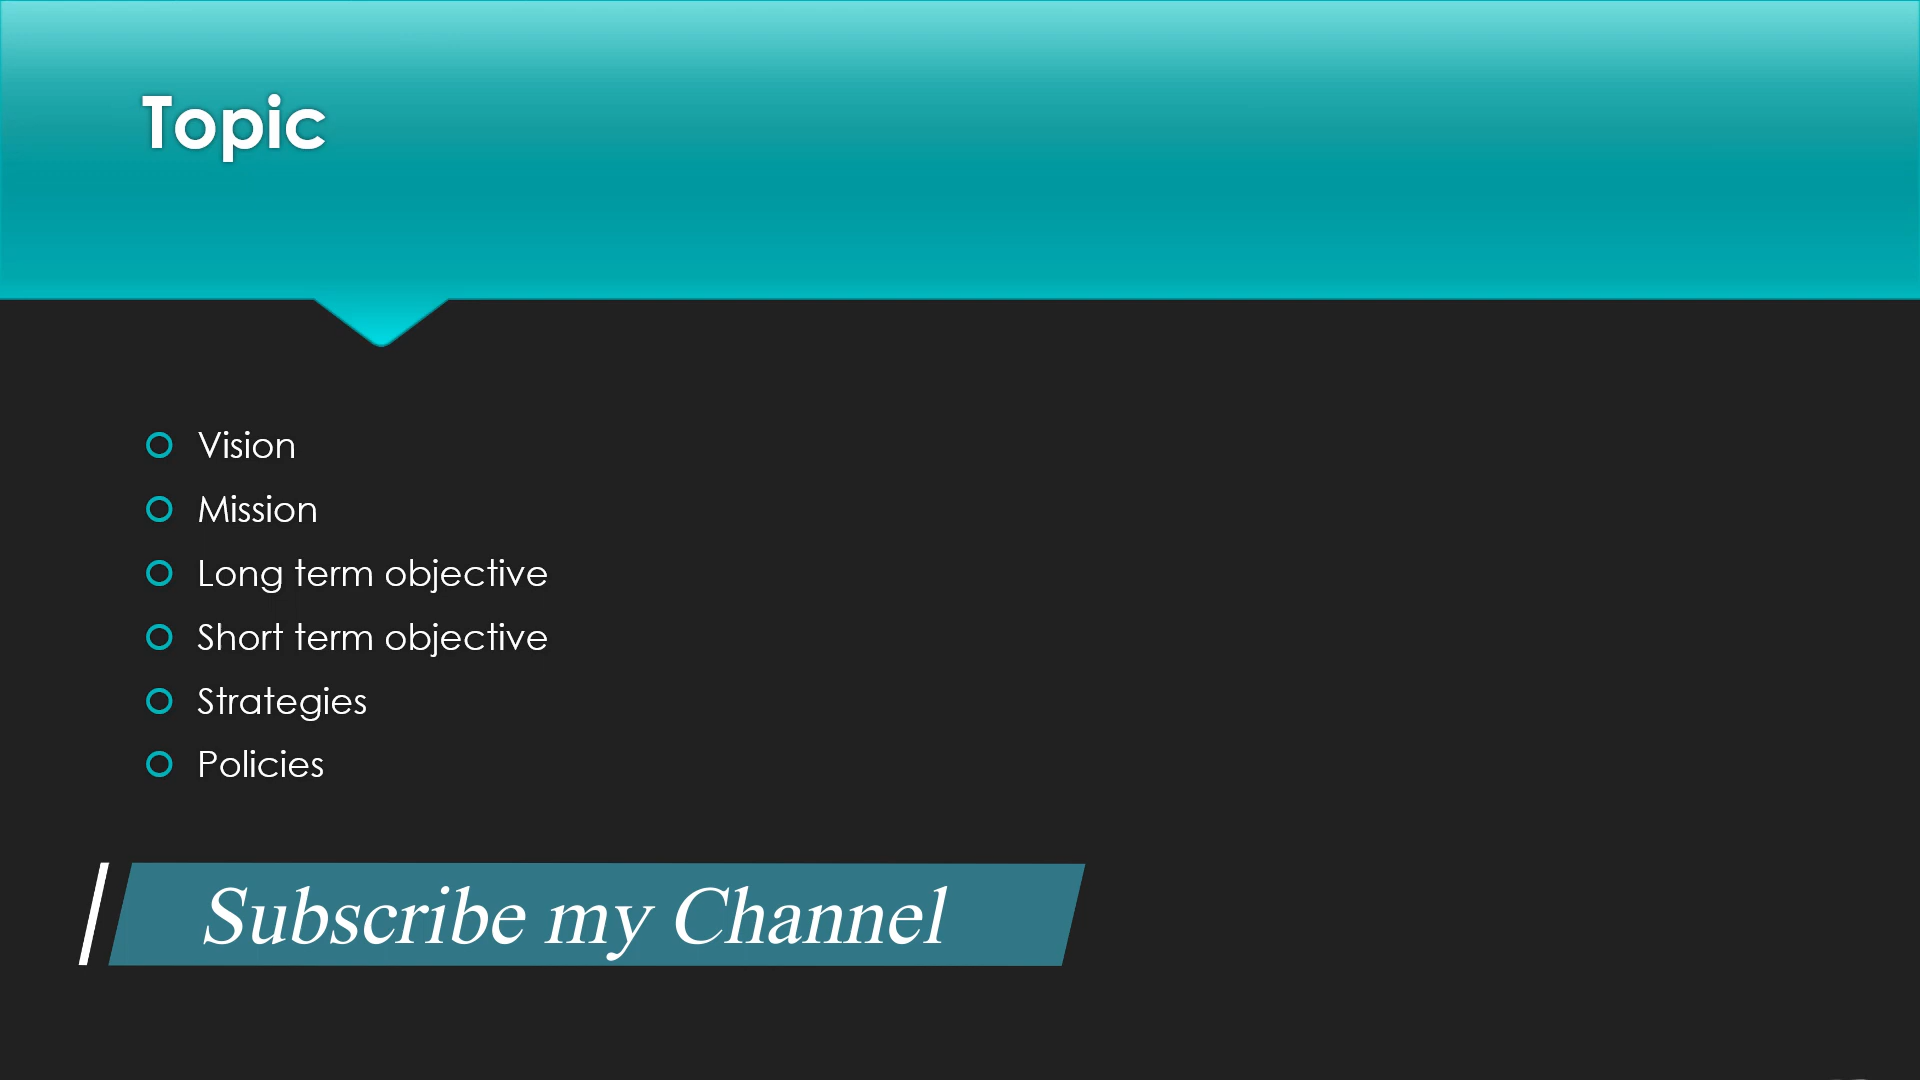 Topic
Vision
Mission
Long term objective
Short term objective
Strategies
Policies
Subscribe my Channel